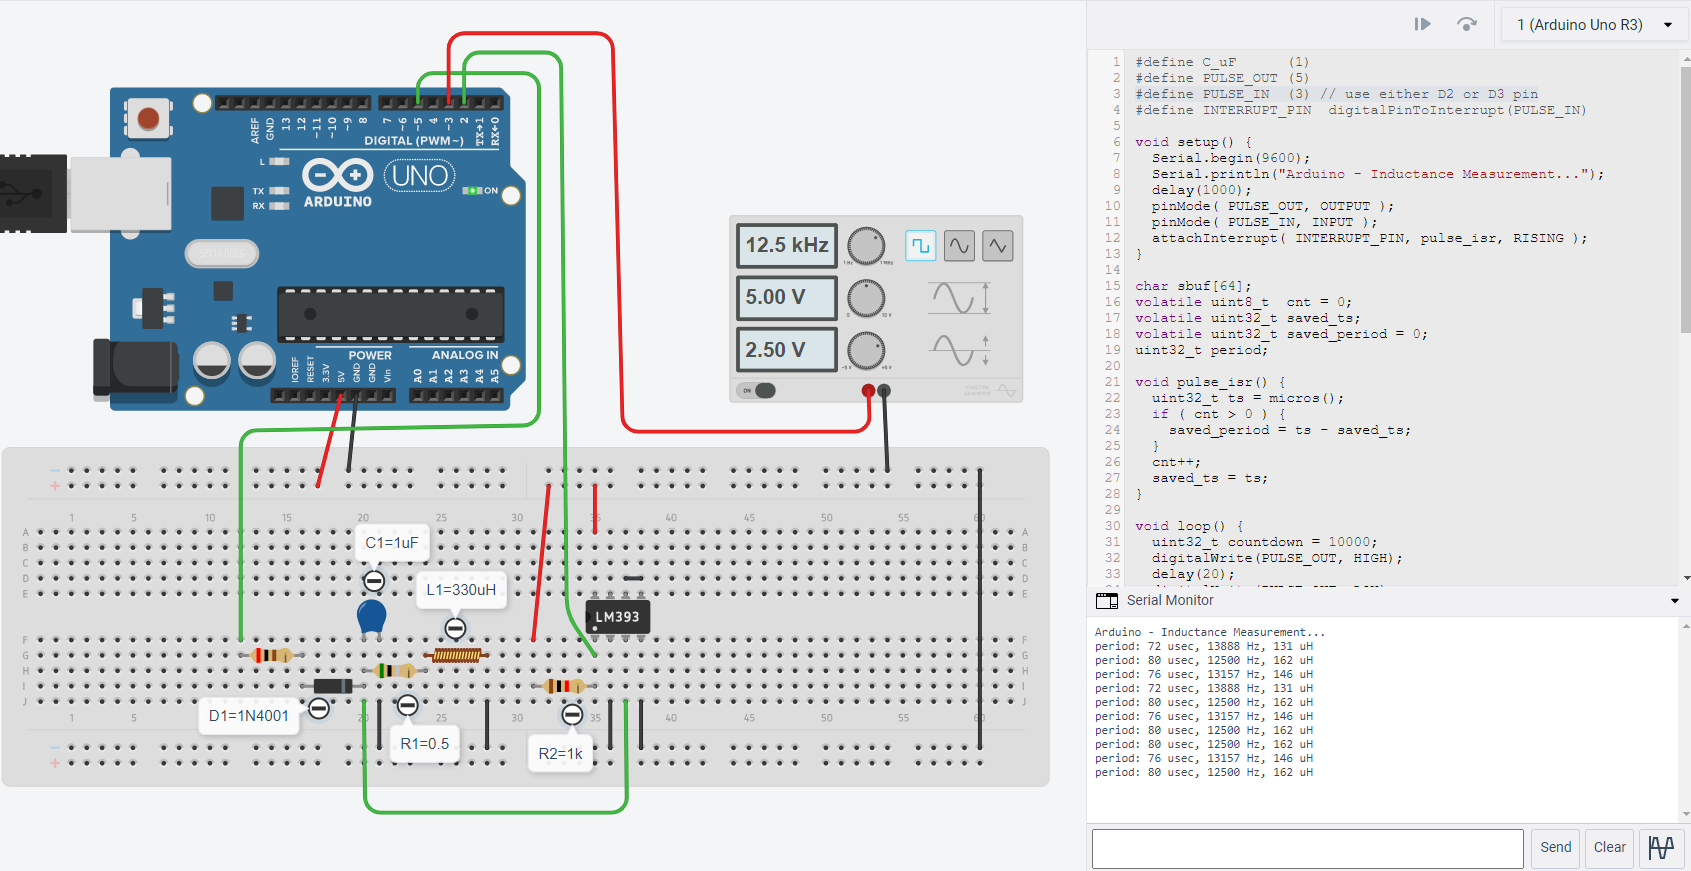 AREF
GND
13
12
~11
~10
~9
8
7
~6
~5
4
~3
2
TX→1
RX←0
DIGITAL (PWM~)
L
TX
RX
UNO
ARDUINO
ON
IOREF
RESET
3.3V
5V
GND
GND
Vin
POWER
ANALOG IN
A0
A1
A2
A3
A4
A5
12.5 kHz
5.00 V
2.50 V
ON
1 5 10 15 20 25 30 35 40 45 50 55 60
A
B
C
D
E
F
G
H
I
J
A
B
C
D
E
F
G
H
I
J
C1=1uF
L1=330uH
LM393
D1=1N4001
R1=0.5
R2=1k
1 5 20 25 30 35 40 45 50 55 60
1 (Arduino Uno R3)
1 #define C_uF (1)
2 #define PULSE_OUT (5)
3 #define PULSE_IN (3) // use either D2 or D3 pin
4 #define INTERRUPT_PIN digitalPinToInterrupt(PULSE_IN)
5
6 void setup() {
7 Serial.begin(9600);
8 Serial.println("Arduino - Inductance Measurement...");
9 delay(1000);
10 pinMode( PULSE_OUT, OUTPUT );
11 pinMode( PULSE_IN, INPUT );
12 attachInterrupt( INTERRUPT_PIN, pulse_isr, RISING );
13 }
14
15 char sbuf[64];
16 volatile uint8_t cnt = 0;
17 volatile uint32_t saved_ts;
18 volatile uint32_t saved_period = 0;
19 uint32_t period;
20
21 void pulse_isr() {
22 uint32_t ts = micros();
23 if ( cnt > 0 ) {
24 saved_period = ts - saved_ts;
25 }
26 cnt++;
27 saved_ts = ts;
28 }
29
30 void loop() {
31 uint32_t countdown = 10000;
32 digitalWrite(PULSE_OUT, HIGH);
33 delay(20);
Serial Monitor
Arduino - Inductance Measurement...
period: 72 usec, 13888 Hz, 131 uH
period: 80 usec, 12500 Hz, 162 uH
period: 76 usec, 13157 Hz, 146 uH
period: 72 usec, 13888 Hz, 131 uH
period: 80 usec, 12500 Hz, 162 uH
period: 76 usec, 13157 Hz, 146 uH
period: 80 usec, 12500 Hz, 162 uH
period: 80 usec, 12500 Hz, 162 uH
period: 76 usec, 13157 Hz, 146 uH
period: 80 usec, 12500 Hz, 162 uH
Send
Clear